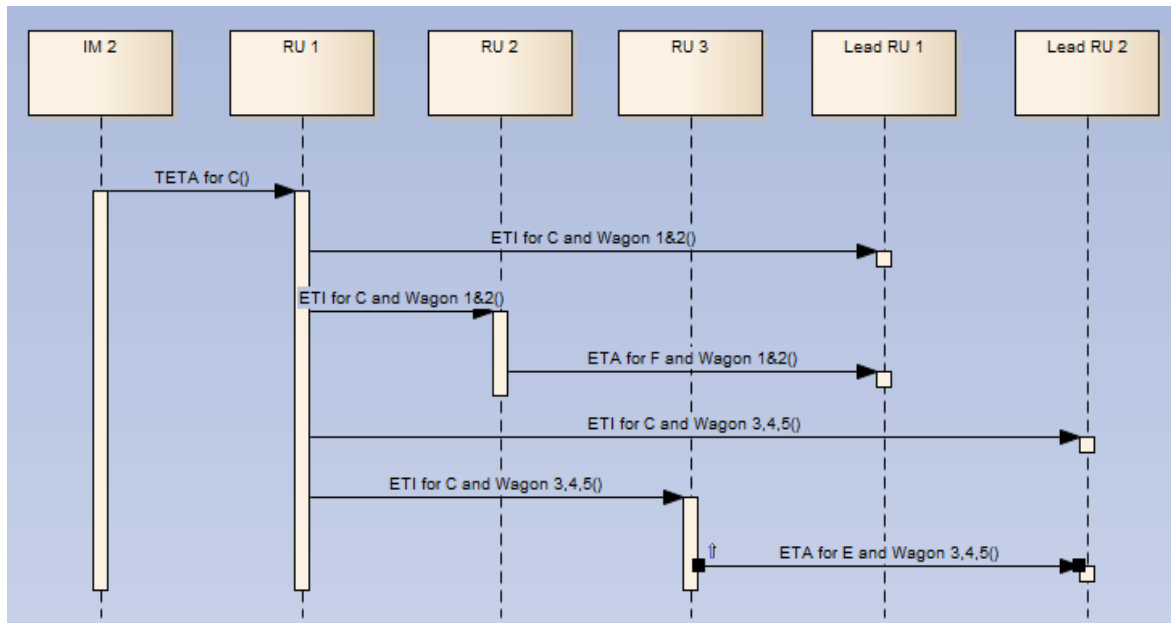 IM 2
RU 1
RU 2
RU 3
Lead RU 1
Lead RU 2
TETA for C()
ETI for C and Wagon 1&2()
ETI for C and Wagon 1&2()
ETA for F and Wagon 1&2()
ETI for C and Wagon 3,4,5()
ETI for C and Wagon 3,4,5()
ETA for E and Wagon 3,4,5()